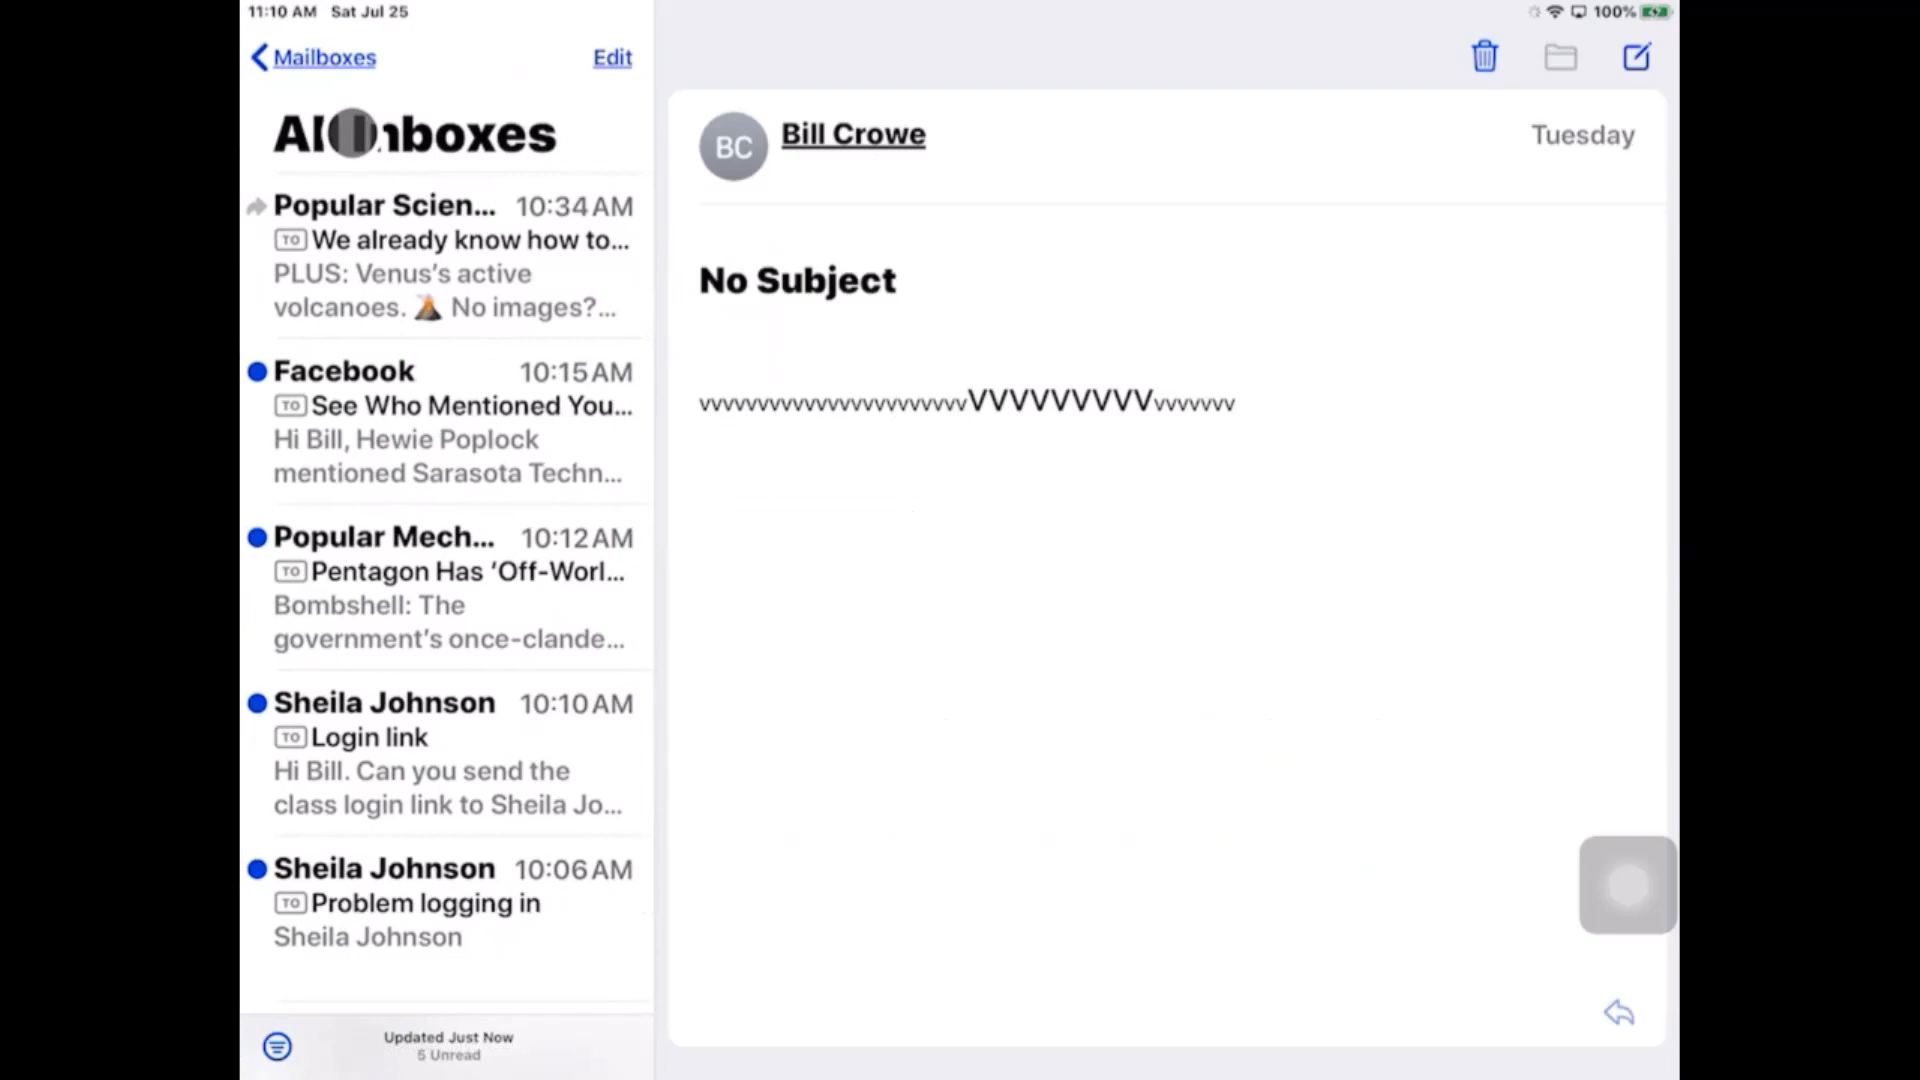 11:10 AM Sat Jul 25
100%
Mailboxes
Edit
All Inboxes
Popular Scien... 10:34 AM
TO We already know how to...
PLUS: Venus's active
volcanoes. 🌋 No images?...
Facebook 10:15 AM
TO See Who Mentioned You...
Hi Bill, Hewie Poplock
mentioned Sarasota Techn...
Popular Mech... 10:12 AM
TO Pentagon Has ‘Off-Worl...
Bombshell: The
government's once-clande...
Sheila Johnson 10:10 AM
TO Login link
Hi Bill. Can you send the
class login link to Sheila Jo...
Sheila Johnson 10:06 AM
TO Problem logging in
Sheila Johnson
Updated Just Now
5 Unread
BC Bill Crowe
Tuesday
No Subject
vvvvvvvvvvvvvvvvvvvvvvvVVVVVVVVVvvvvvvv